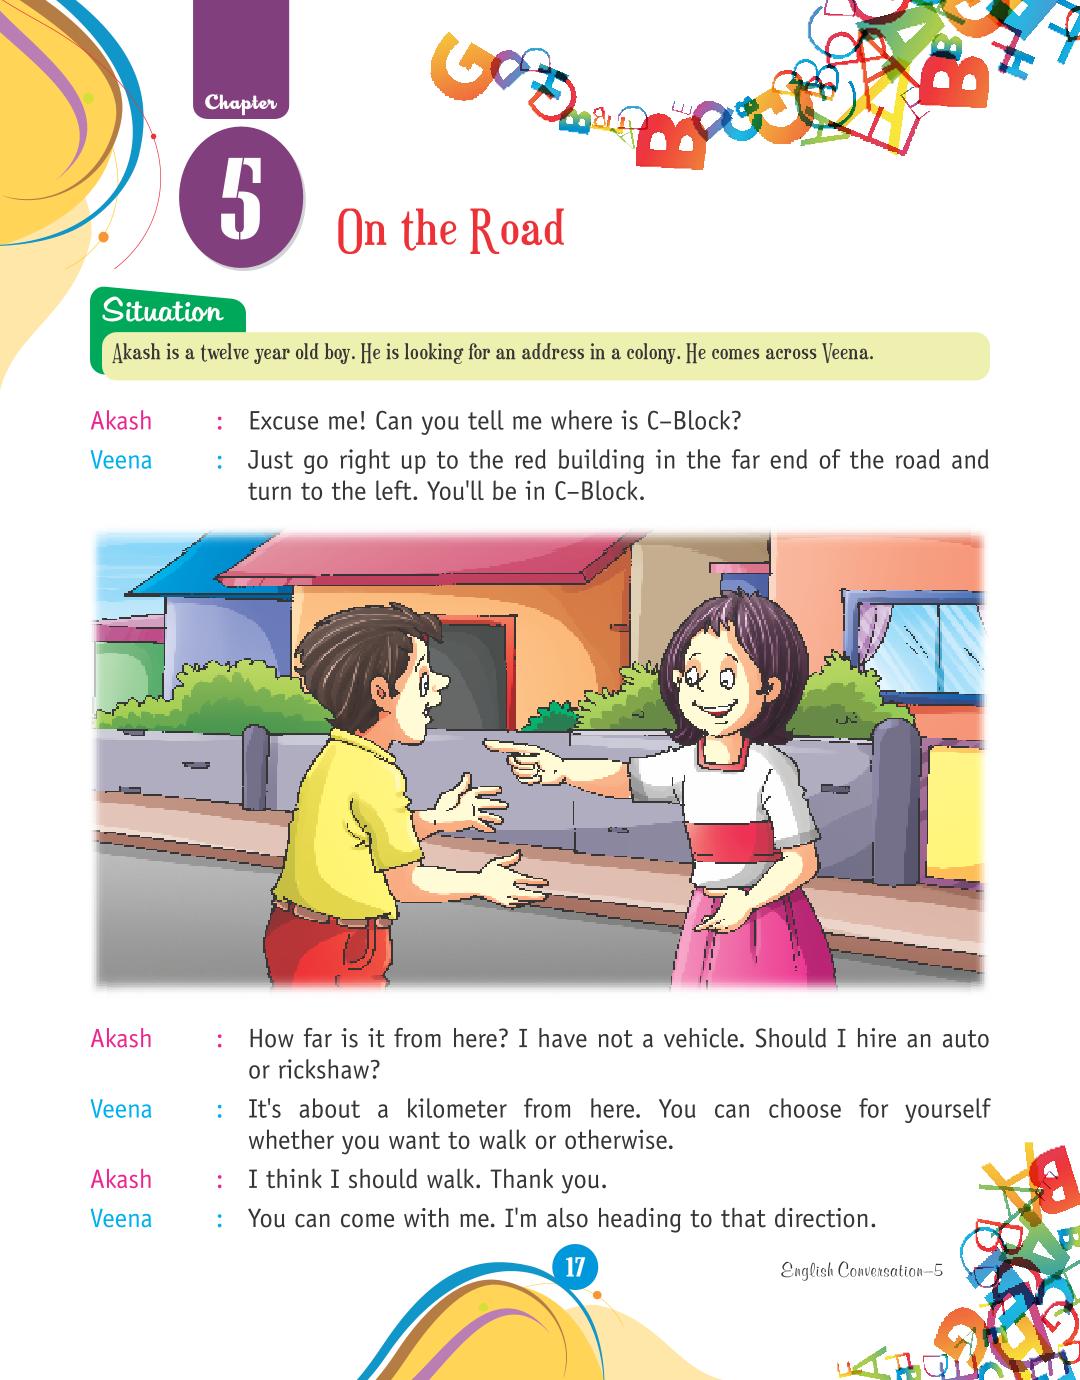 Chapter
5
On the Road
Situation
Akash is a twelve year old boy. He is looking for an address in a colony. He comes across Veena.
Akash : Excuse me! Can you tell me where is C–Block?
Veena : Just go right up to the red building in the far end of the road and
turn to the left. You'll be in C–Block.
Akash : How far is it from here? I have not a vehicle. Should I hire an auto
or rickshaw?
Veena : It's about a kilometer from here. You can choose for yourself
whether you want to walk or otherwise.
Akash : I think I should walk. Thank you.
Veena : You can come with me. I'm also heading to that direction.
17
English Conversation–5